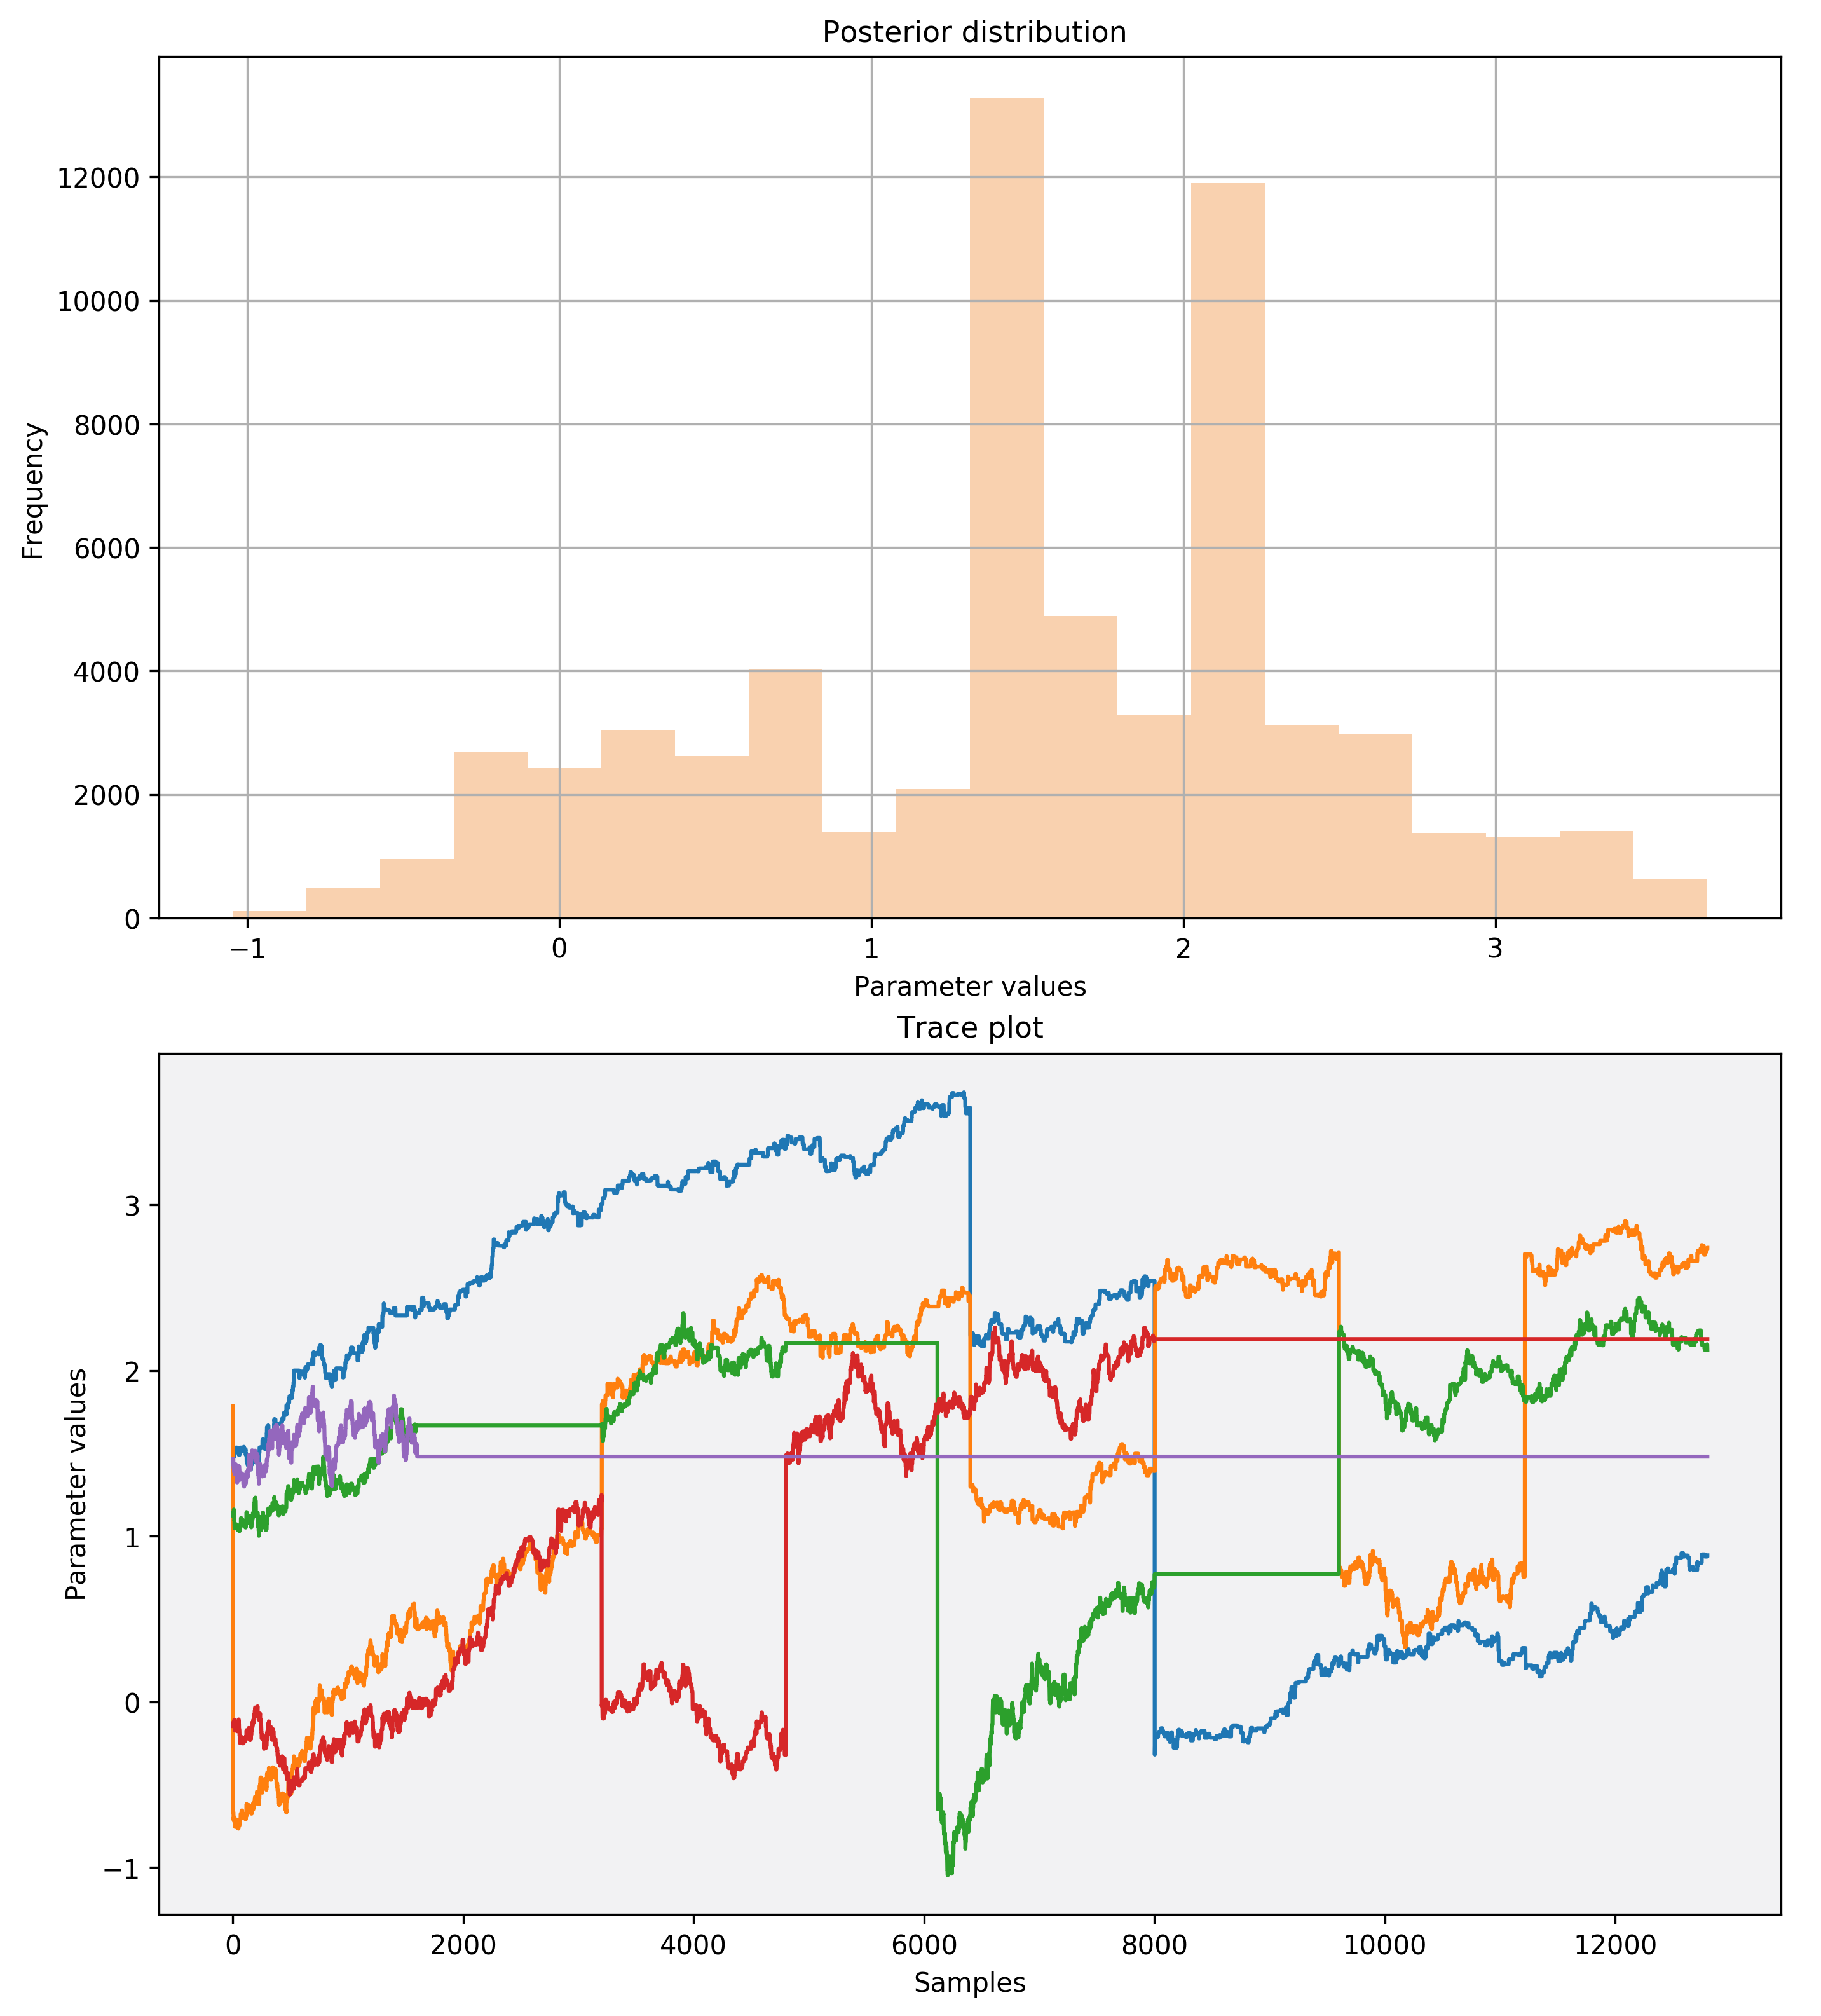 Posterior distribution
12000
10000
8000
6000
4000
2000
0
Frequency
−1 0 1 2 3
Parameter values
Trace plot
3
2
1
0
−1
Parameter values
0 2000 4000 6000 8000 10000 12000
Samples